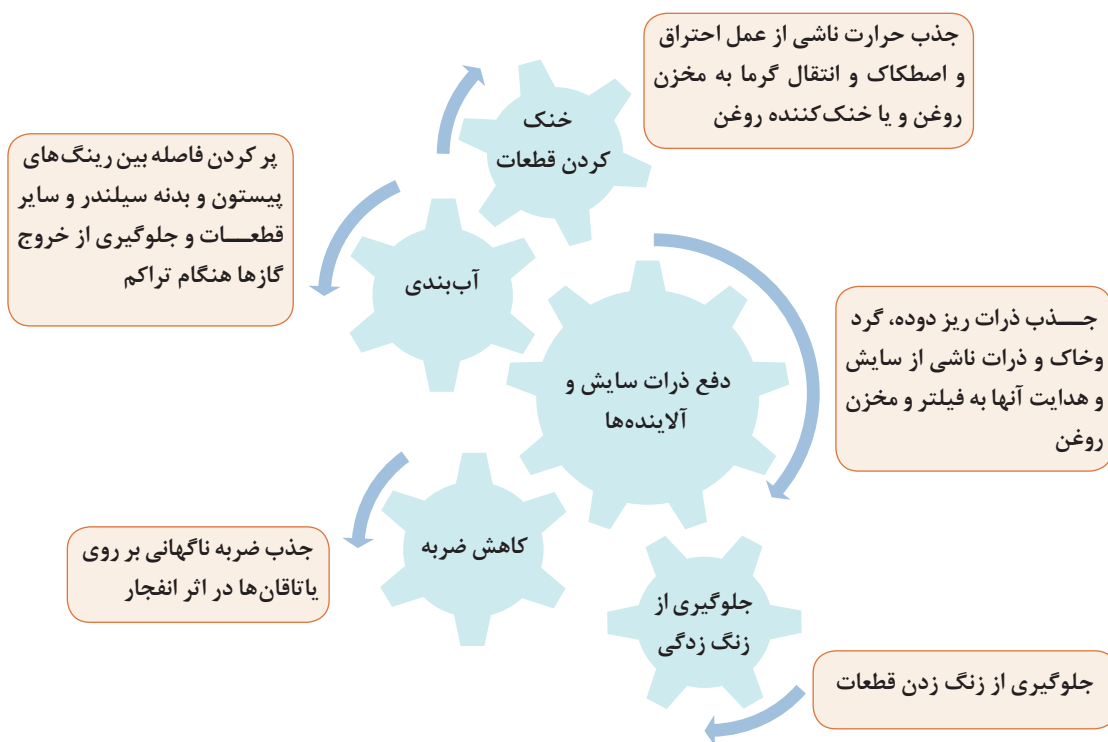 جذب حرارت ناشی از عمل احتراق
و اصطکاک و انتقال گرما به مخزن
روغن و یا خنک‌کننده روغن
خنک
کردن قطعات
پر کردن فاصله بین رینگ‌های
پیستون و بدنه سیلندر و سایر
قطعـــات و جلوگیری از خروج
گازها هنگام تراکم
آب‌بندی
جـــذب ذرات ریز دوده، گرد
وخاک و ذرات ناشی از سایش
و هدایت آنها به فیلتر و مخزن
روغن
دفع ذرات سایش و
آلاینده‌ها
کاهش ضربه
جذب ضربه ناگهانی بر روی
یاتاقان‌ها در اثر انفجار
جلوگیری از
زنگ زدگی
جلوگیری از زنگ زدن قطعات